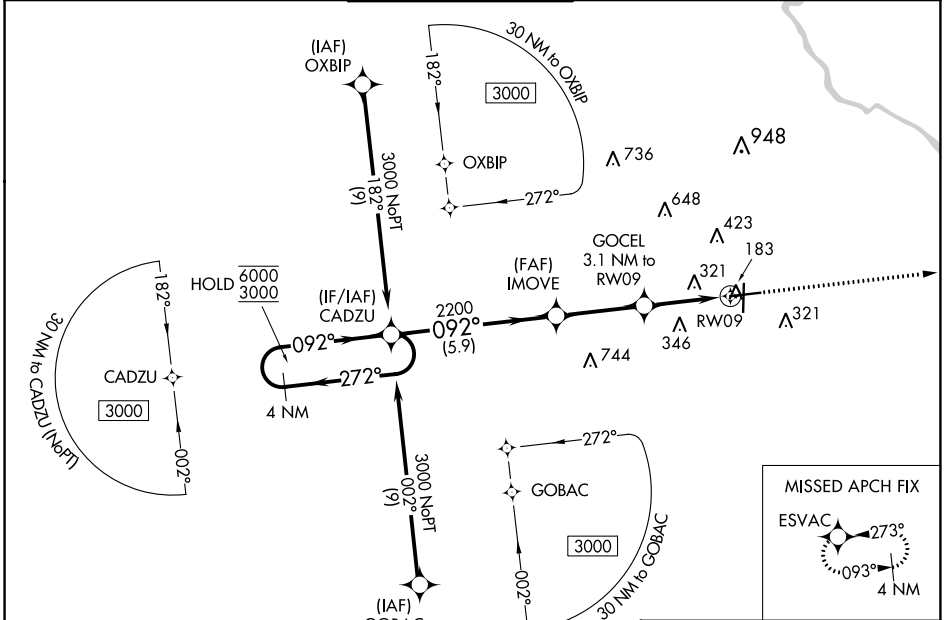 (IAF)
OXBIP
30 NM to OXBIP
182°
3000
OXBIP
272°
3000 NoPT
182°
(9)
736
948
648
423
183
321
GOCEL
3.1 NM to
RW09
(FAF)
IMOVE
HOLD 6000
3000
(IF/IAF)
CADZU
2200
092°
(5.9)
RW09
321
346
744
092°
272°
4 NM
182°
30 NM to CADZU (NoPT)
CADZU
3000
002°
3000 NoPT
002°
(9)
272°
GOBAC
3000
002°
30 NM to GOBAC
(IAF)
GOBAC
MISSED APCH FIX
ESVAC
273°
093°
4 NM